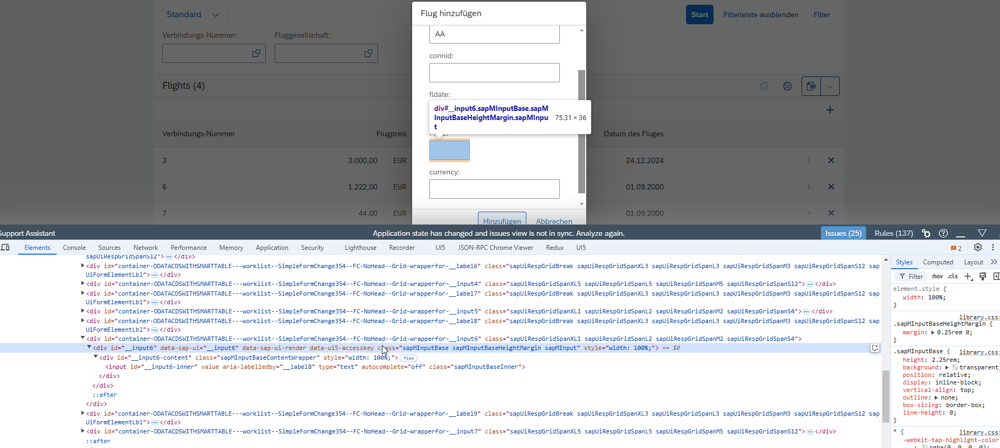 Standard
Start
Filterleiste ausblenden
Filter
Verbindungs-Nummer:
Fluggesellschaft:
Flights (4)
Verbindungs-Nummer
Flugpreis
Datum des Fluges
3
3.000,00
EUR
24.12.2024
6
1.222,00
EUR
01.09.2000
7
44,00
EUR
01.09.2000
Flug hinzufügen
AA
connid:
fldate:
div#__input6.sapMInputBase.sapM
InputBaseHeightMargin.sapMInpu
t
75.31 × 36
currency:
Hinzufügen
Abbrechen
Support Assistant
Application state has changed and issues view is not in sync. Analyze again.
Issues (25)
Rules (137)
Elements
Console
Sources
Network
Performance
Memory
Application
Security
Lighthouse
Recorder
UI5
JSON-RPC Chrome Viewer
Redux
UI5
2
sapUiRespGridSpanS12">⋯</div>
<div id="container-ODATACDSWITHSMARTTABLE---worklist--SimpleFormChange354--FC-NoHead--Grid-wrapperfor-__label6" class="sapUiRespGridBreak sapUiRespGridSpanXL3 sapUiRespGridSpanL3 sapUiRespGridSpanM3 sapUiRespGridSpanS12 sap
UiFormElementLbl">⋯</div>
<div id="container-ODATACDSWITHSMARTTABLE---worklist--SimpleFormChange354--FC-NoHead--Grid-wrapperfor-__input4" class="sapUiRespGridSpanXL5 sapUiRespGridSpanL5 sapUiRespGridSpanM5 sapUiRespGridSpanS12">⋯</div>
<div id="container-ODATACDSWITHSMARTTABLE---worklist--SimpleFormChange354--FC-NoHead--Grid-wrapperfor-__label7" class="sapUiRespGridBreak sapUiRespGridSpanXL3 sapUiRespGridSpanL3 sapUiRespGridSpanM3 sapUiRespGridSpanS12 sap
UiFormElementLbl">⋯</div>
<div id="container-ODATACDSWITHSMARTTABLE---worklist--SimpleFormChange354--FC-NoHead--Grid-wrapperfor-__input5" class="sapUiRespGridSpanXL1 sapUiRespGridSpanL2 sapUiRespGridSpanM2 sapUiRespGridSpanS4">⋯</div>
<div id="container-ODATACDSWITHSMARTTABLE---worklist--SimpleFormChange354--FC-NoHead--Grid-wrapperfor-__label8" class="sapUiRespGridBreak sapUiRespGridSpanXL3 sapUiRespGridSpanL3 sapUiRespGridSpanM3 sapUiRespGridSpanS12 sap
UiFormElementLbl">⋯</div>
<div id="container-ODATACDSWITHSMARTTABLE---worklist--SimpleFormChange354--FC-NoHead--Grid-wrapperfor-__input6" class="sapUiRespGridSpanXL1 sapUiRespGridSpanL2 sapUiRespGridSpanM2 sapUiRespGridSpanS4">
<div id="__input6" data-sap-ui="__input6" data-sap-ui-render data-ui5-accesskey class="sapMInputBase sapMInputBaseHeightMargin sapMInput" style="width: 100%;"> == $0
<div id="__input6-content" class="sapMInputBaseContentWrapper" style="width: 100%;"> flex
<input id="__input6-inner" value aria-labelledby="__label8" type="text" autocomplete="off" class="sapMInputBaseInner">
</div>
</div>
::after
</div>
<div id="container-ODATACDSWITHSMARTTABLE---worklist--SimpleFormChange354--FC-NoHead--Grid-wrapperfor-__label9" class="sapUiRespGridBreak sapUiRespGridSpanXL3 sapUiRespGridSpanL3 sapUiRespGridSpanM3 sapUiRespGridSpanS12 sap
UiFormElementLbl">⋯</div>
<div id="container-ODATACDSWITHSMARTTABLE---worklist--SimpleFormChange354--FC-NoHead--Grid-wrapperfor-__input7" class="sapUiRespGridSpanXL5 sapUiRespGridSpanL5 sapUiRespGridSpanM5 sapUiRespGridSpanS12">⋯</div>
::after
Styles
Computed
Layout
Filter
:hov
.cls
element.style {
width: 100%;
}
library.css:
.sapMInputBaseHeightMargin {
margin: 0.25rem 0;
}
.sapMInputBase {
library.css:
height: 2.25rem;
background: transparent;
position: relative;
display: inline-block;
vertical-align: top;
outline: none;
box-sizing: border-box;
line-height: 0;
}
* {
library.css:
-webkit-tap-highlight-color